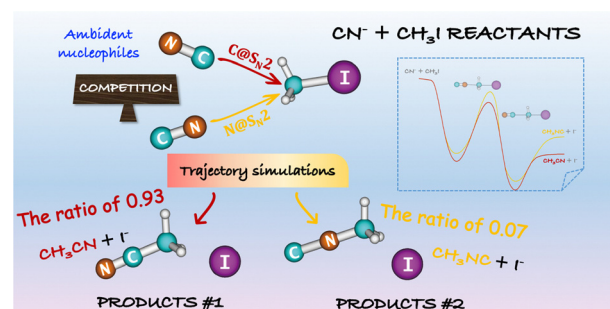 Ambident
nucleophiles
CN⁻ + CH₃I REACTANTS
N
C
C@SN2
I
COMPETITION
N@SN2
C
N
CN⁻ + CH₃I
CH₃NC + I⁻
CH₃CN + I⁻
Trajectory simulations
The ratio of 0.93
The ratio of 0.07
CH₃CN + I⁻
N
C
I
C
N
I
CH₃NC + I⁻
PRODUCTS #1
PRODUCTS #2